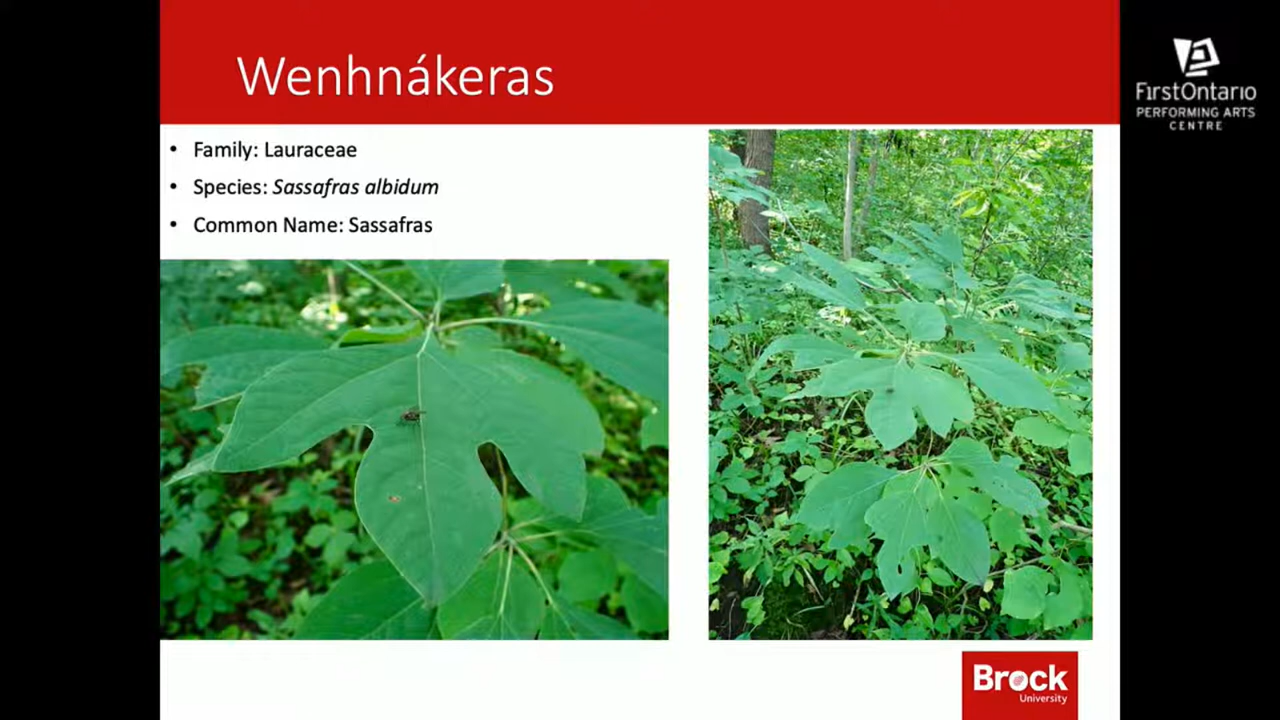 Wenhnákeras
• Family: Lauraceae
• Species: Sassafras albidum
• Common Name: Sassafras
FirstOntario
PERFORMING ARTS
CENTRE
Brock
University